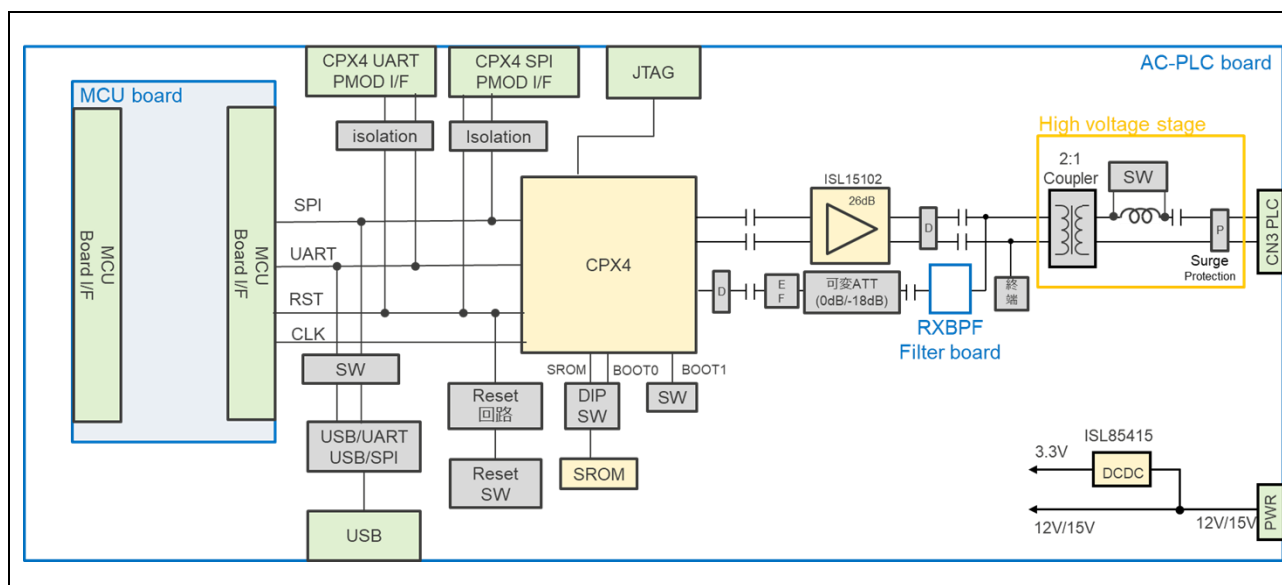 AC-PLC board
CPX4 UART
PMOD I/F
CPX4 SPI
PMOD I/F
JTAG
MCU board
isolation
Isolation
High voltage stage
2:1
Coupler
SW
ISL15102
26dB
MCU
Board I/F
MCU
Board I/F
SPI
UART
RST
CLK
CPX4
D
P
Surge
Protection
CN3 PLC
D
E
F
可変ATT
(0dB/-18dB)
RXBPF
Filter board
終
端
SW
SROM
BOOT0
BOOT1
Reset
回路
DIP
SW
SW
USB/UART
USB/SPI
Reset
SW
SROM
USB
ISL85415
3.3V
DCDC
12V/15V
12V/15V
PWR